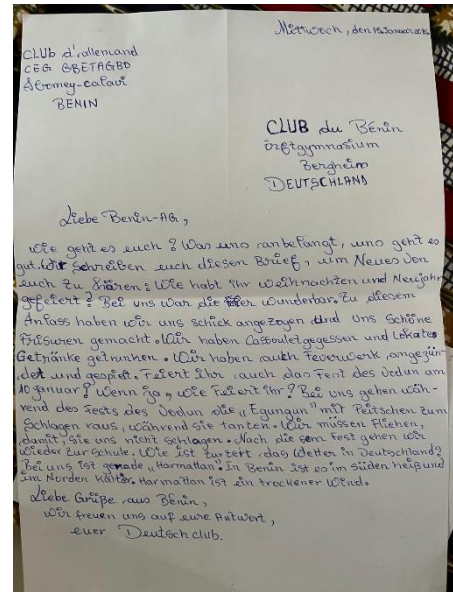 Mittwoch, den 15. Januar
CLUB d'allemand
CEG GBETAGBO
Abomey-calavi
BENIN
CLUB du Bénin
Erftgymnasium
Bergheim
DEUTSCHLAND
Liebe Benin-AG,
wie geht es euch? Was uns anbelangt, uns geht es
gut. Wir schreiben euch diesen Brief, um Neues von
euch zu hören: Wie habt ihr Weihnachten und Neujahr
gefeiert? Bei uns war die Feier wunderbar. Zu diesem
Anlass haben wir uns schick angezogen und uns schöne
Frisuren gemacht. Wir haben Cassoulet gegessen und Lokates
Getränke getrunken. Wir haben auch Feuerwerk angezün-
det und gespielt. Feiert ihr auch das Fest des Vodun am
10 Januar? Wenn ja, wie feiert ihr? Bei uns gehen wäh-
rend des Fests des Vodun die „Egungun" mit Peitschen zum
Schlagen raus, während sie tanten. Wir müssen fliehen,
damit sie uns nicht schlagen. Nach die sem Fest gehen wir
wieder zur Schule. Wie ist zurzeit das Wetter in Deutschland?
Bei uns ist gerade „Harmattan". In Benin ist es im Süden heiß und
im Norden kälter. Harmattan ist ein trockener Wind.
Liebe Grüße aus Bénin,
wir freuen uns auf eure Antwort,
euer Deutschclub.